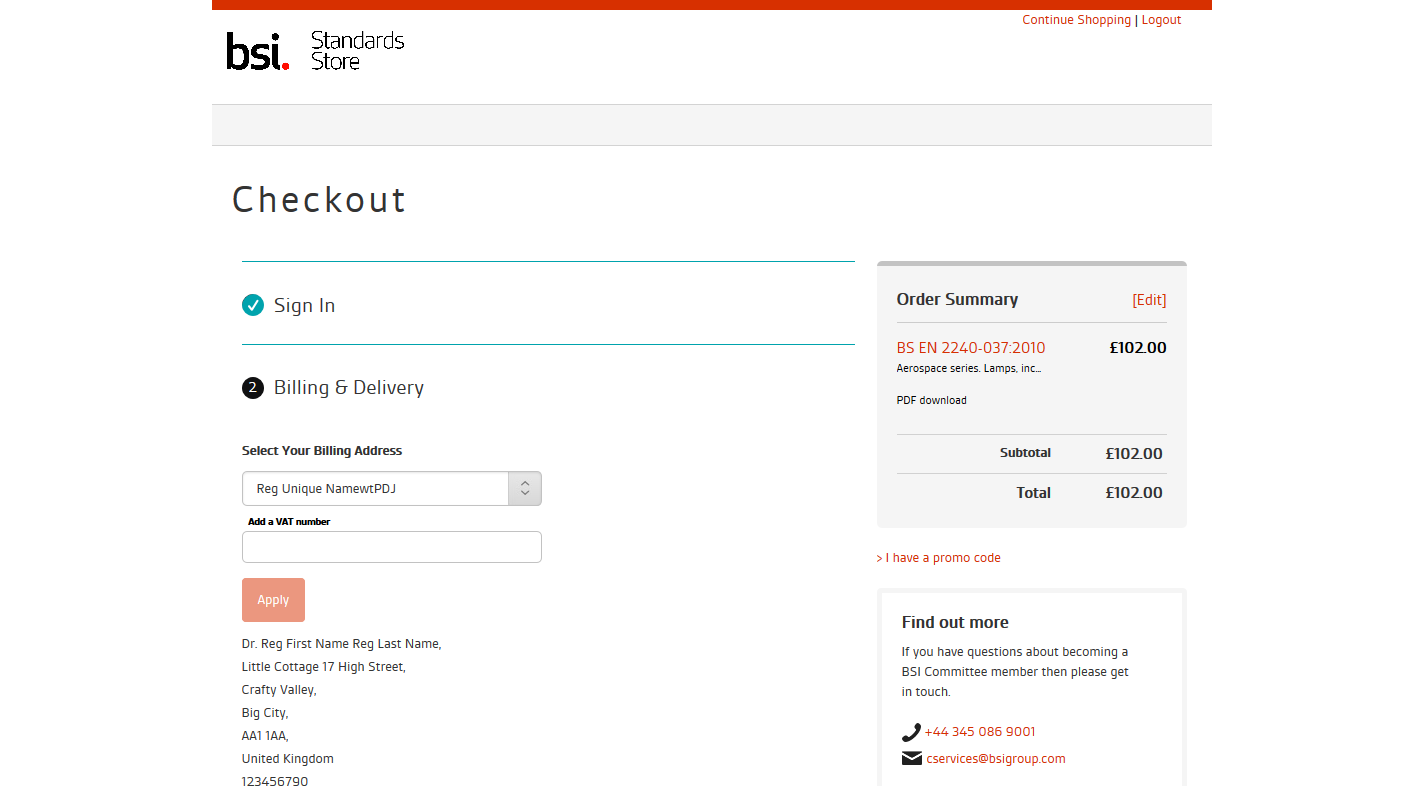 Continue Shopping | Logout
bsi. Standards Store
Checkout
Sign In
2 Billing & Delivery
Select Your Billing Address
Reg Unique NamewtPDJ
Add a VAT number
Apply
Dr. Reg First Name Reg Last Name,
Little Cottage 17 High Street,
Crafty Valley,
Big City,
AA1 1AA,
United Kingdom
123456790
Order Summary [Edit]
BS EN 2240-037:2010 £102.00
Aerospace series. Lamps, inc...
PDF download
Subtotal £102.00
Total £102.00
> I have a promo code
Find out more
If you have questions about becoming a
BSI Committee member then please get
in touch.
+44 345 086 9001
cservices@bsigroup.com